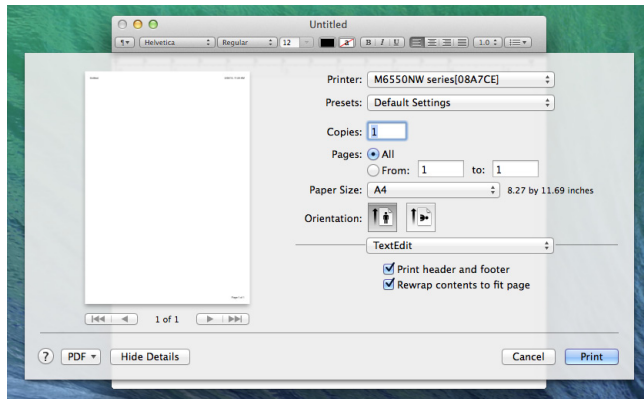 Untitled
Helvetica Regular 12 a B I U 1.0
Printer: M6550NW series[08A7CE]
Presets: Default Settings
Copies: 1
Pages: All
From: 1 to: 1
Paper Size: A4 8.27 by 11.69 inches
Orientation:
TextEdit
Print header and footer
Rewrap contents to fit page
1 of 1
? PDF Hide Details Cancel Print